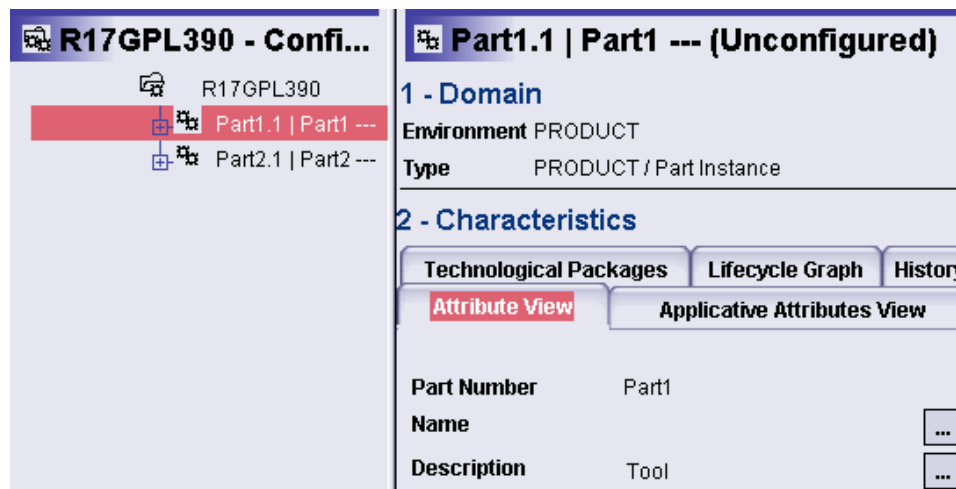 R17GPL390 - Confi...
R17GPL390
Part1.1 | Part1 ---
Part2.1 | Part2 ---
Part1.1 | Part1 --- (Unconfigured)
1 - Domain
Environment PRODUCT
Type PRODUCT / Part Instance
2 - Characteristics
Technological Packages Lifecycle Graph History
Attribute View Applicative Attributes View
Part Number Part1
Name ...
Description Tool ...